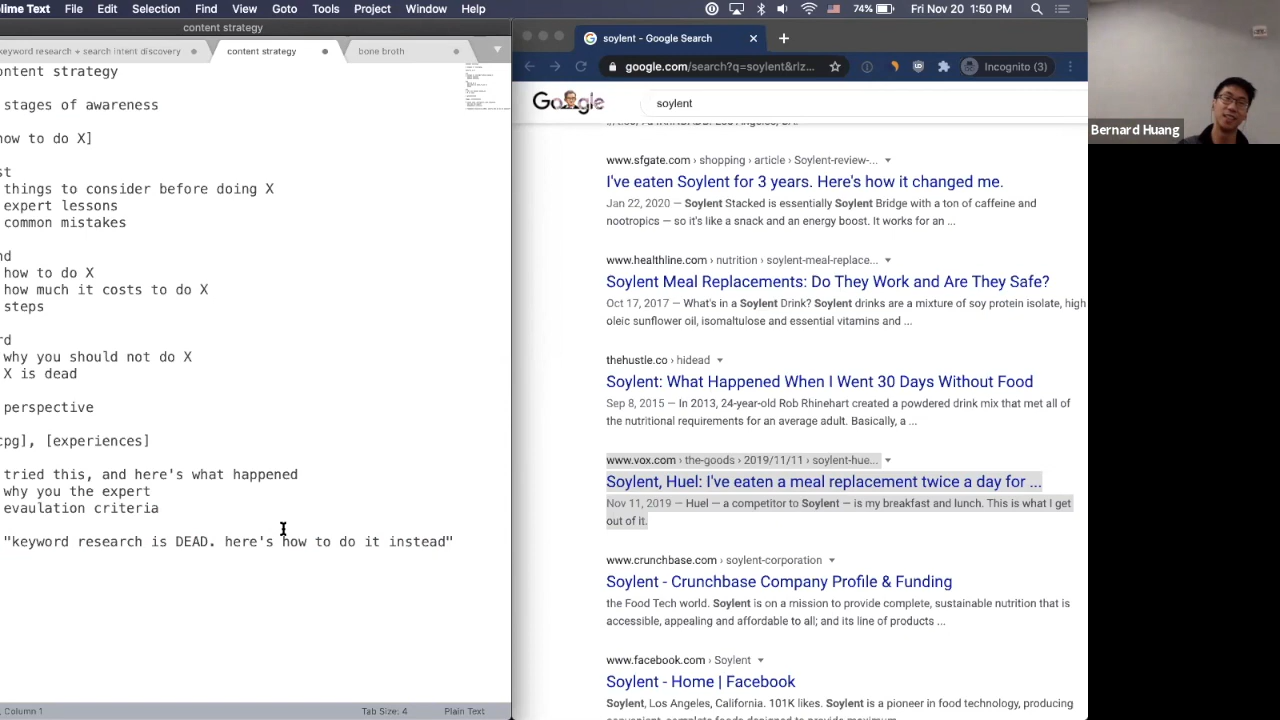 blime Text
File
Edit
Selection
Find
View
Goto
Tools
Project
Window
Help
74%
Fri Nov 20 1:50 PM
content strategy
keyword research + search intent discovery
content strategy
bone broth
ontent strategy
stages of awareness
how to do X]
st
things to consider before doing X
expert lessons
common mistakes
nd
how to do X
how much it costs to do X
steps
rd
why you should not do X
X is dead
perspective
cpg], [experiences]
tried this, and here's what happened
why you the expert
evaulation criteria
"keyword research is DEAD. here's how to do it instead"
, Column 1
Tab Size: 4
Plain Text
soylent - Google Search
google.com/search?q=soylent&rlz...
Incognito (3)
Google
soylent
www.sfgate.com › shopping › article › Soylent-review-...
I've eaten Soylent for 3 years. Here's how it changed me.
Jan 22, 2020 — Soylent Stacked is essentially Soylent Bridge with a ton of caffeine and
nootropics — so it's like a snack and an energy boost. It works for an ...
www.healthline.com › nutrition › soylent-meal-replace...
Soylent Meal Replacements: Do They Work and Are They Safe?
Oct 17, 2017 — What's in a Soylent Drink? Soylent drinks are a mixture of soy protein isolate, high
oleic sunflower oil, isomaltulose and essential vitamins and ...
thehustle.co › hidead
Soylent: What Happened When I Went 30 Days Without Food
Sep 8, 2015 — In 2013, 24-year-old Rob Rhinehart created a powdered drink mix that met all of
the nutritional requirements for an average adult. Basically, a ...
www.vox.com › the-goods › 2019/11/11 › soylent-hue...
Soylent, Huel: I've eaten a meal replacement twice a day for ...
Nov 11, 2019 — Huel — a competitor to Soylent — is my breakfast and lunch. This is what I get
out of it.
www.crunchbase.com › soylent-corporation
Soylent - Crunchbase Company Profile & Funding
the Food Tech world. Soylent is on a mission to provide complete, sustainable nutrition that is
accessible, appealing and affordable to all; and its line of products ...
www.facebook.com › Soylent
Soylent - Home | Facebook
Soylent, Los Angeles, California. 101K likes. Soylent is a pioneer in food technology, producing
Bernard Huang